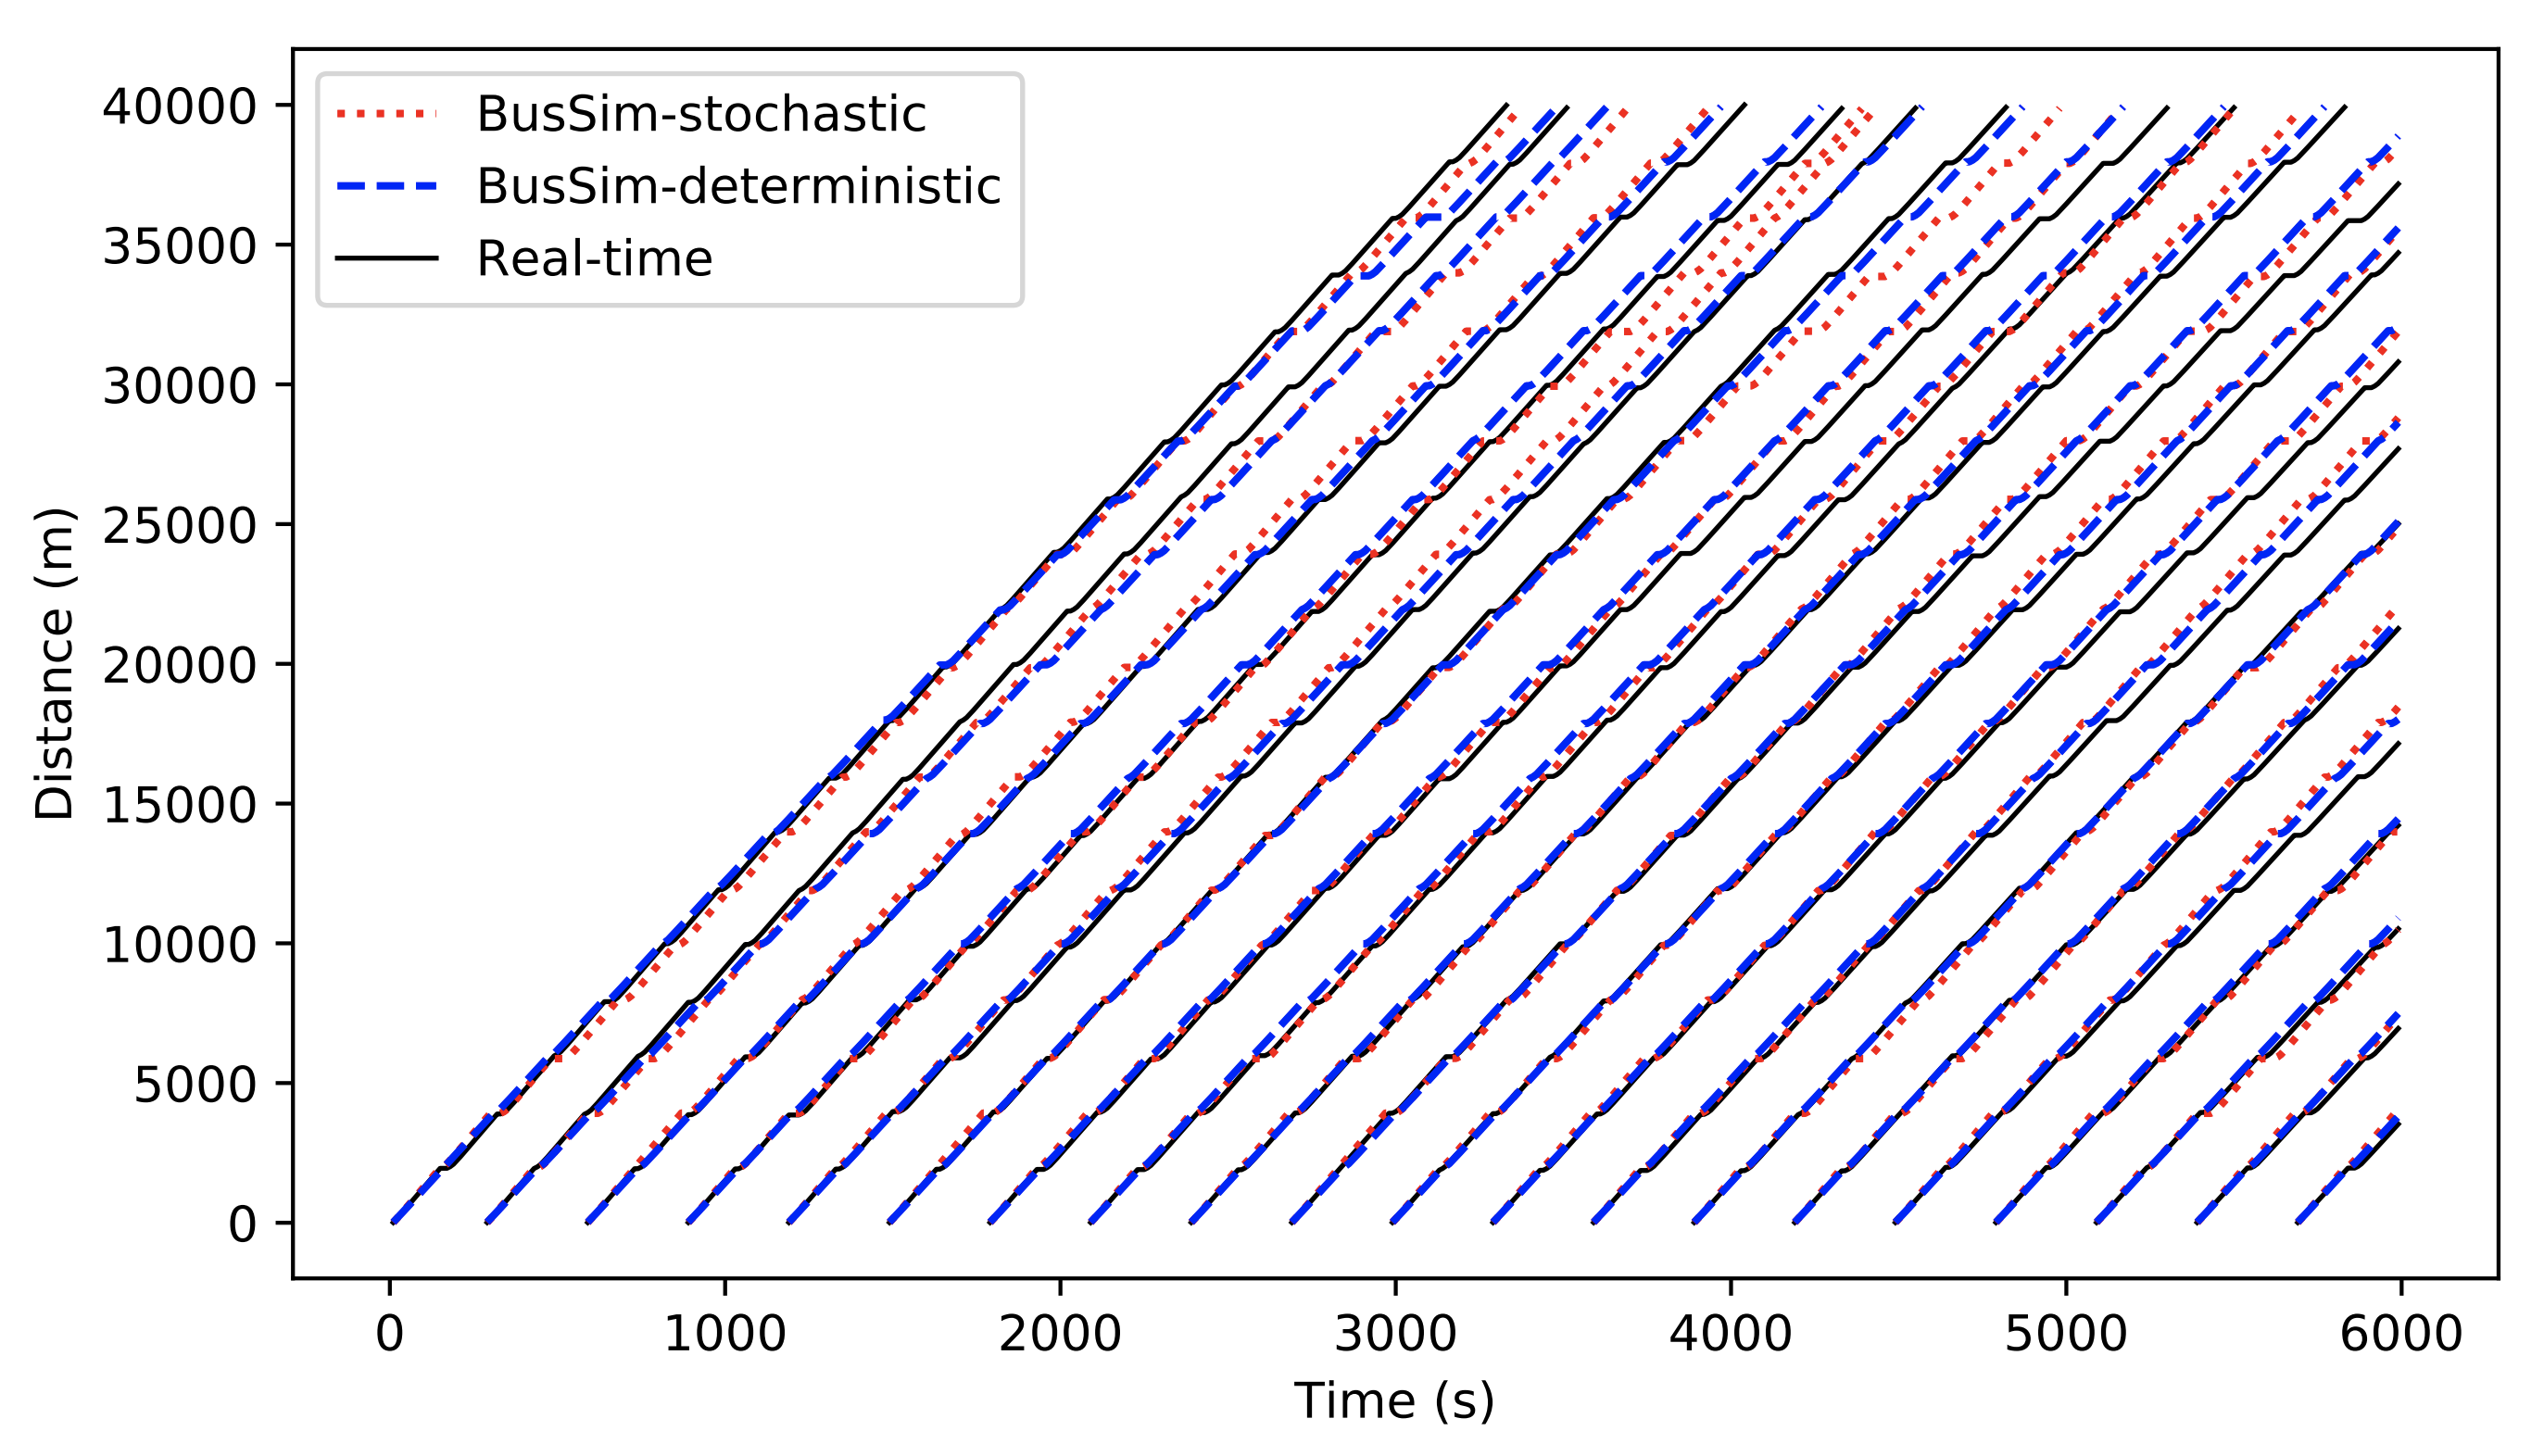 BusSim-stochastic
BusSim-deterministic
Real-time
40000
35000
30000
25000
20000
15000
10000
5000
0
Distance (m)
0 1000 2000 3000 4000 5000 6000
Time (s)